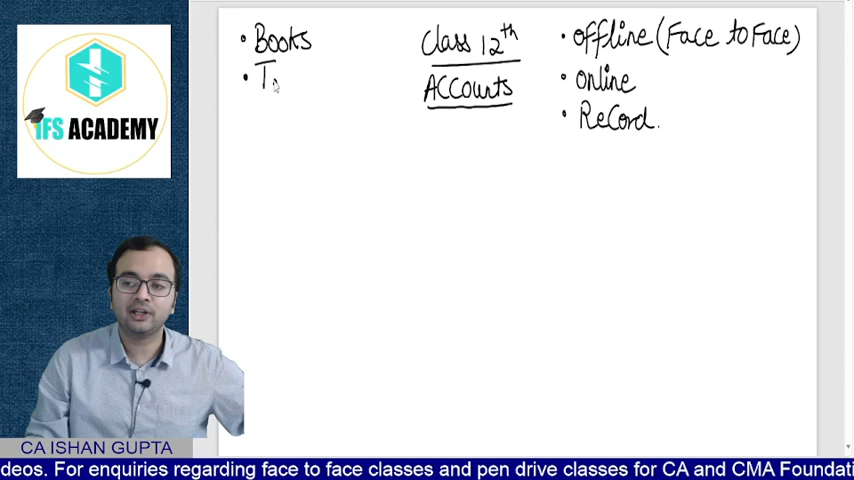 • Books
• T
Class 12th
ACCounts
• offline (Face to Face)
• online
• ReCord.
IFS ACADEMY
CA ISHAN GUPTA
deos. For enquiries regarding face to face classes and pen drive classes for CA and CMA Foundati